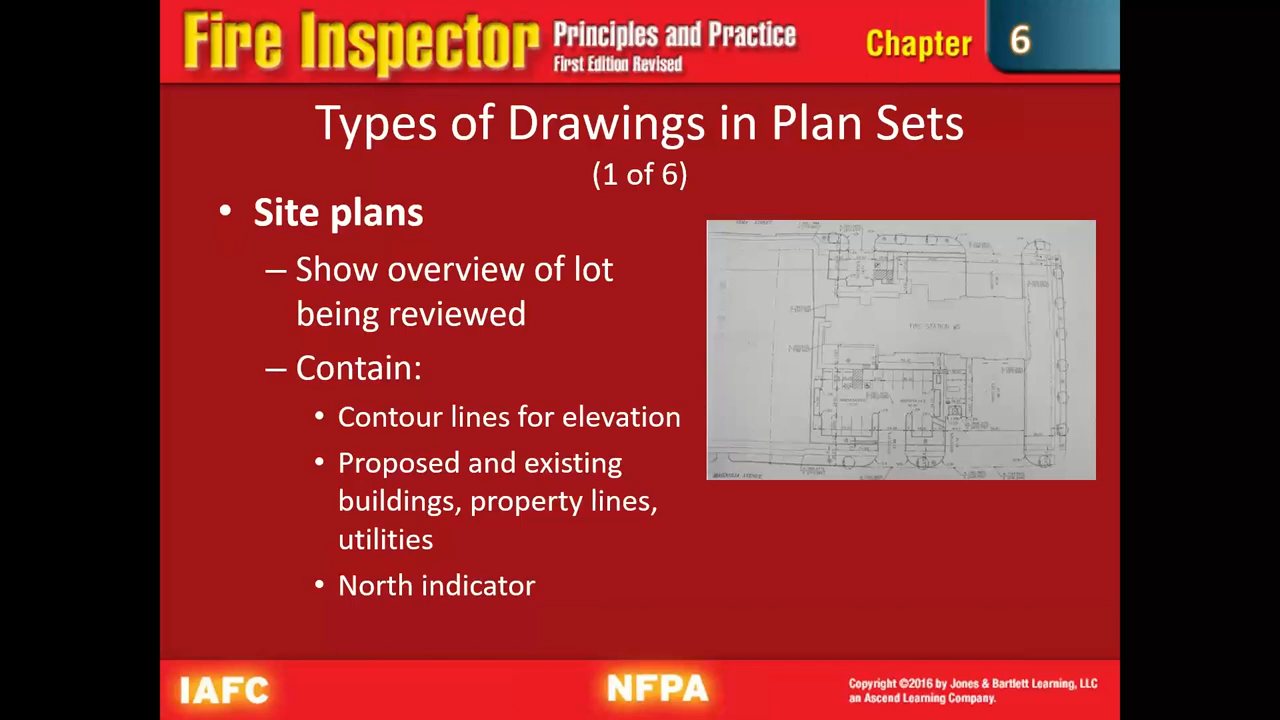 Fire Inspector Principles and Practice
First Edition Revised
Chapter 6
Types of Drawings in Plan Sets
(1 of 6)
• Site plans
– Show overview of lot
being reviewed
– Contain:
• Contour lines for elevation
• Proposed and existing
buildings, property lines,
utilities
• North indicator
FIRE STATION
IAFC
NFPA
Copyright ©2016 by Jones & Bartlett Learning, LLC
an Ascend Learning Company.